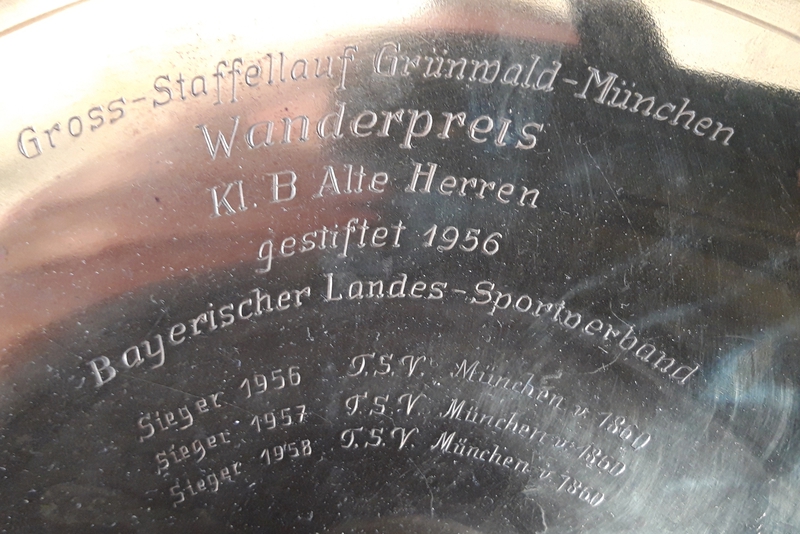 Gross-Staffellauf Grünwald-München
Wanderpreis
Kl. B Alte Herren
gestiftet 1956
Bayerischer Landes-Sportverband
Sieger 1956 T.S.V. München v. 1860
Sieger 1957 T.S.V. München v. 1860
Sieger 1958 T.S.V. München v. 1860